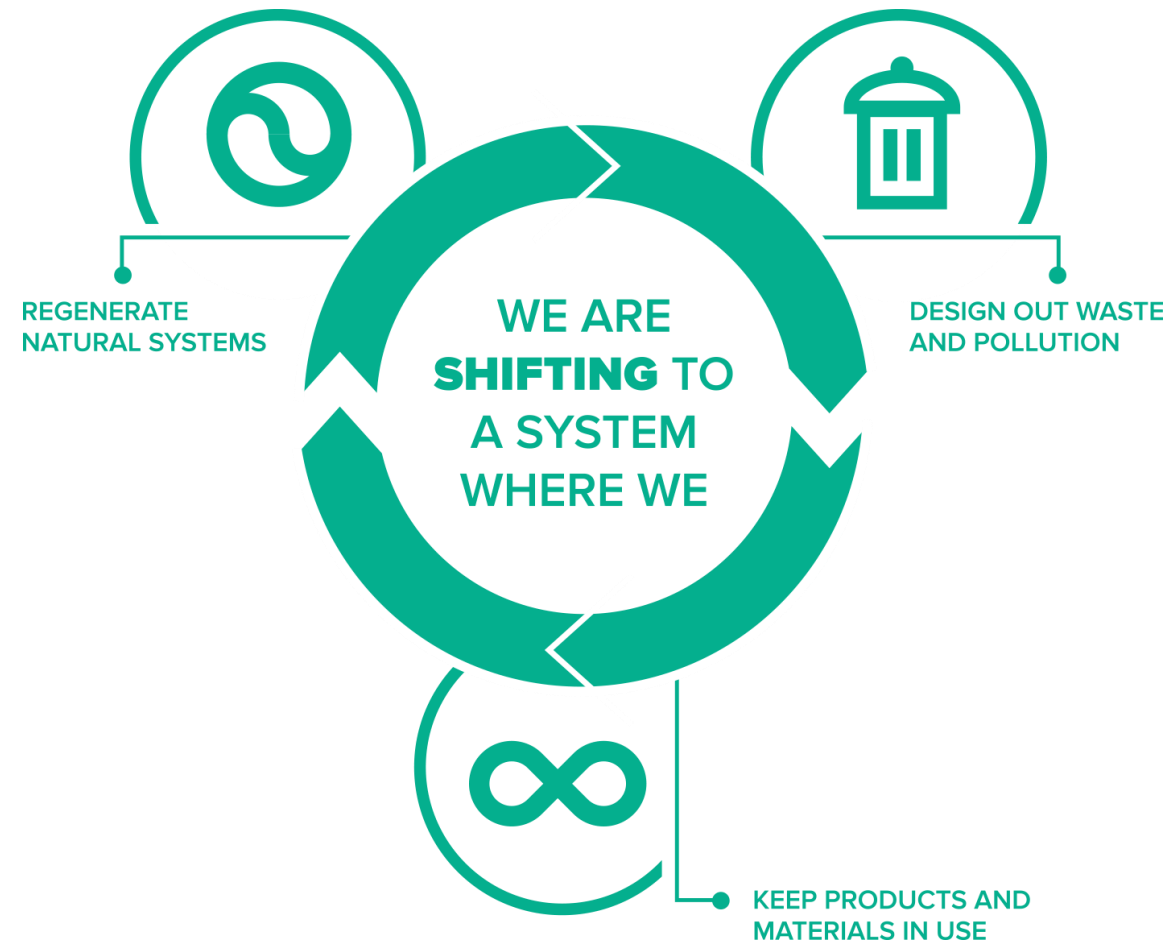 WE ARE
SHIFTING TO
A SYSTEM
WHERE WE
REGENERATE
NATURAL SYSTEMS
DESIGN OUT WASTE
AND POLLUTION
KEEP PRODUCTS AND
MATERIALS IN USE